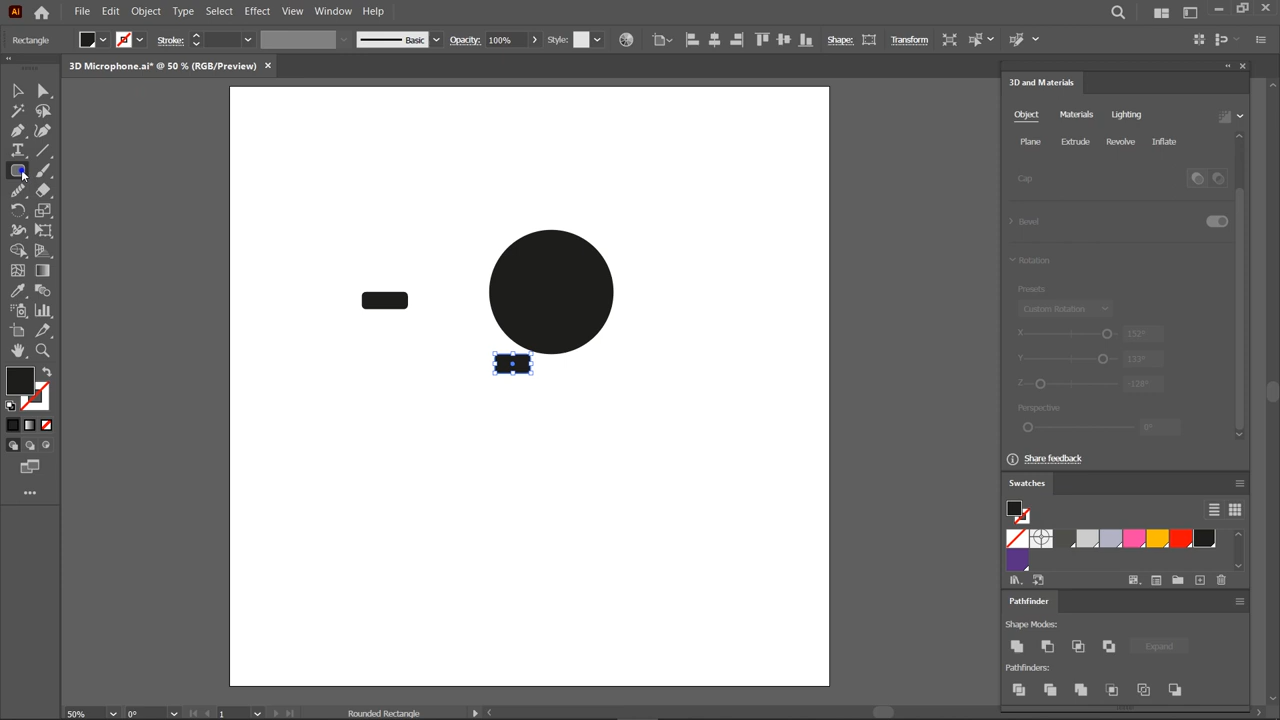 Ai File Edit Object Type Select Effect View Window Help
Rectangle Stroke: Basic Opacity: 100% Style: Shape: Transform
3D Microphone.ai* @ 50 % (RGB/Preview) ×
3D and Materials
Object Materials Lighting
Plane Extrude Revolve Inflate
Cap
Bevel
Rotation
Presets
Custom Rotation
X 152°
Y 133°
Z -128°
Perspective
0°
Share feedback
Swatches
Pathfinder
Shape Modes:
Expand
Pathfinders:
50% 0° 1 Rounded Rectangle